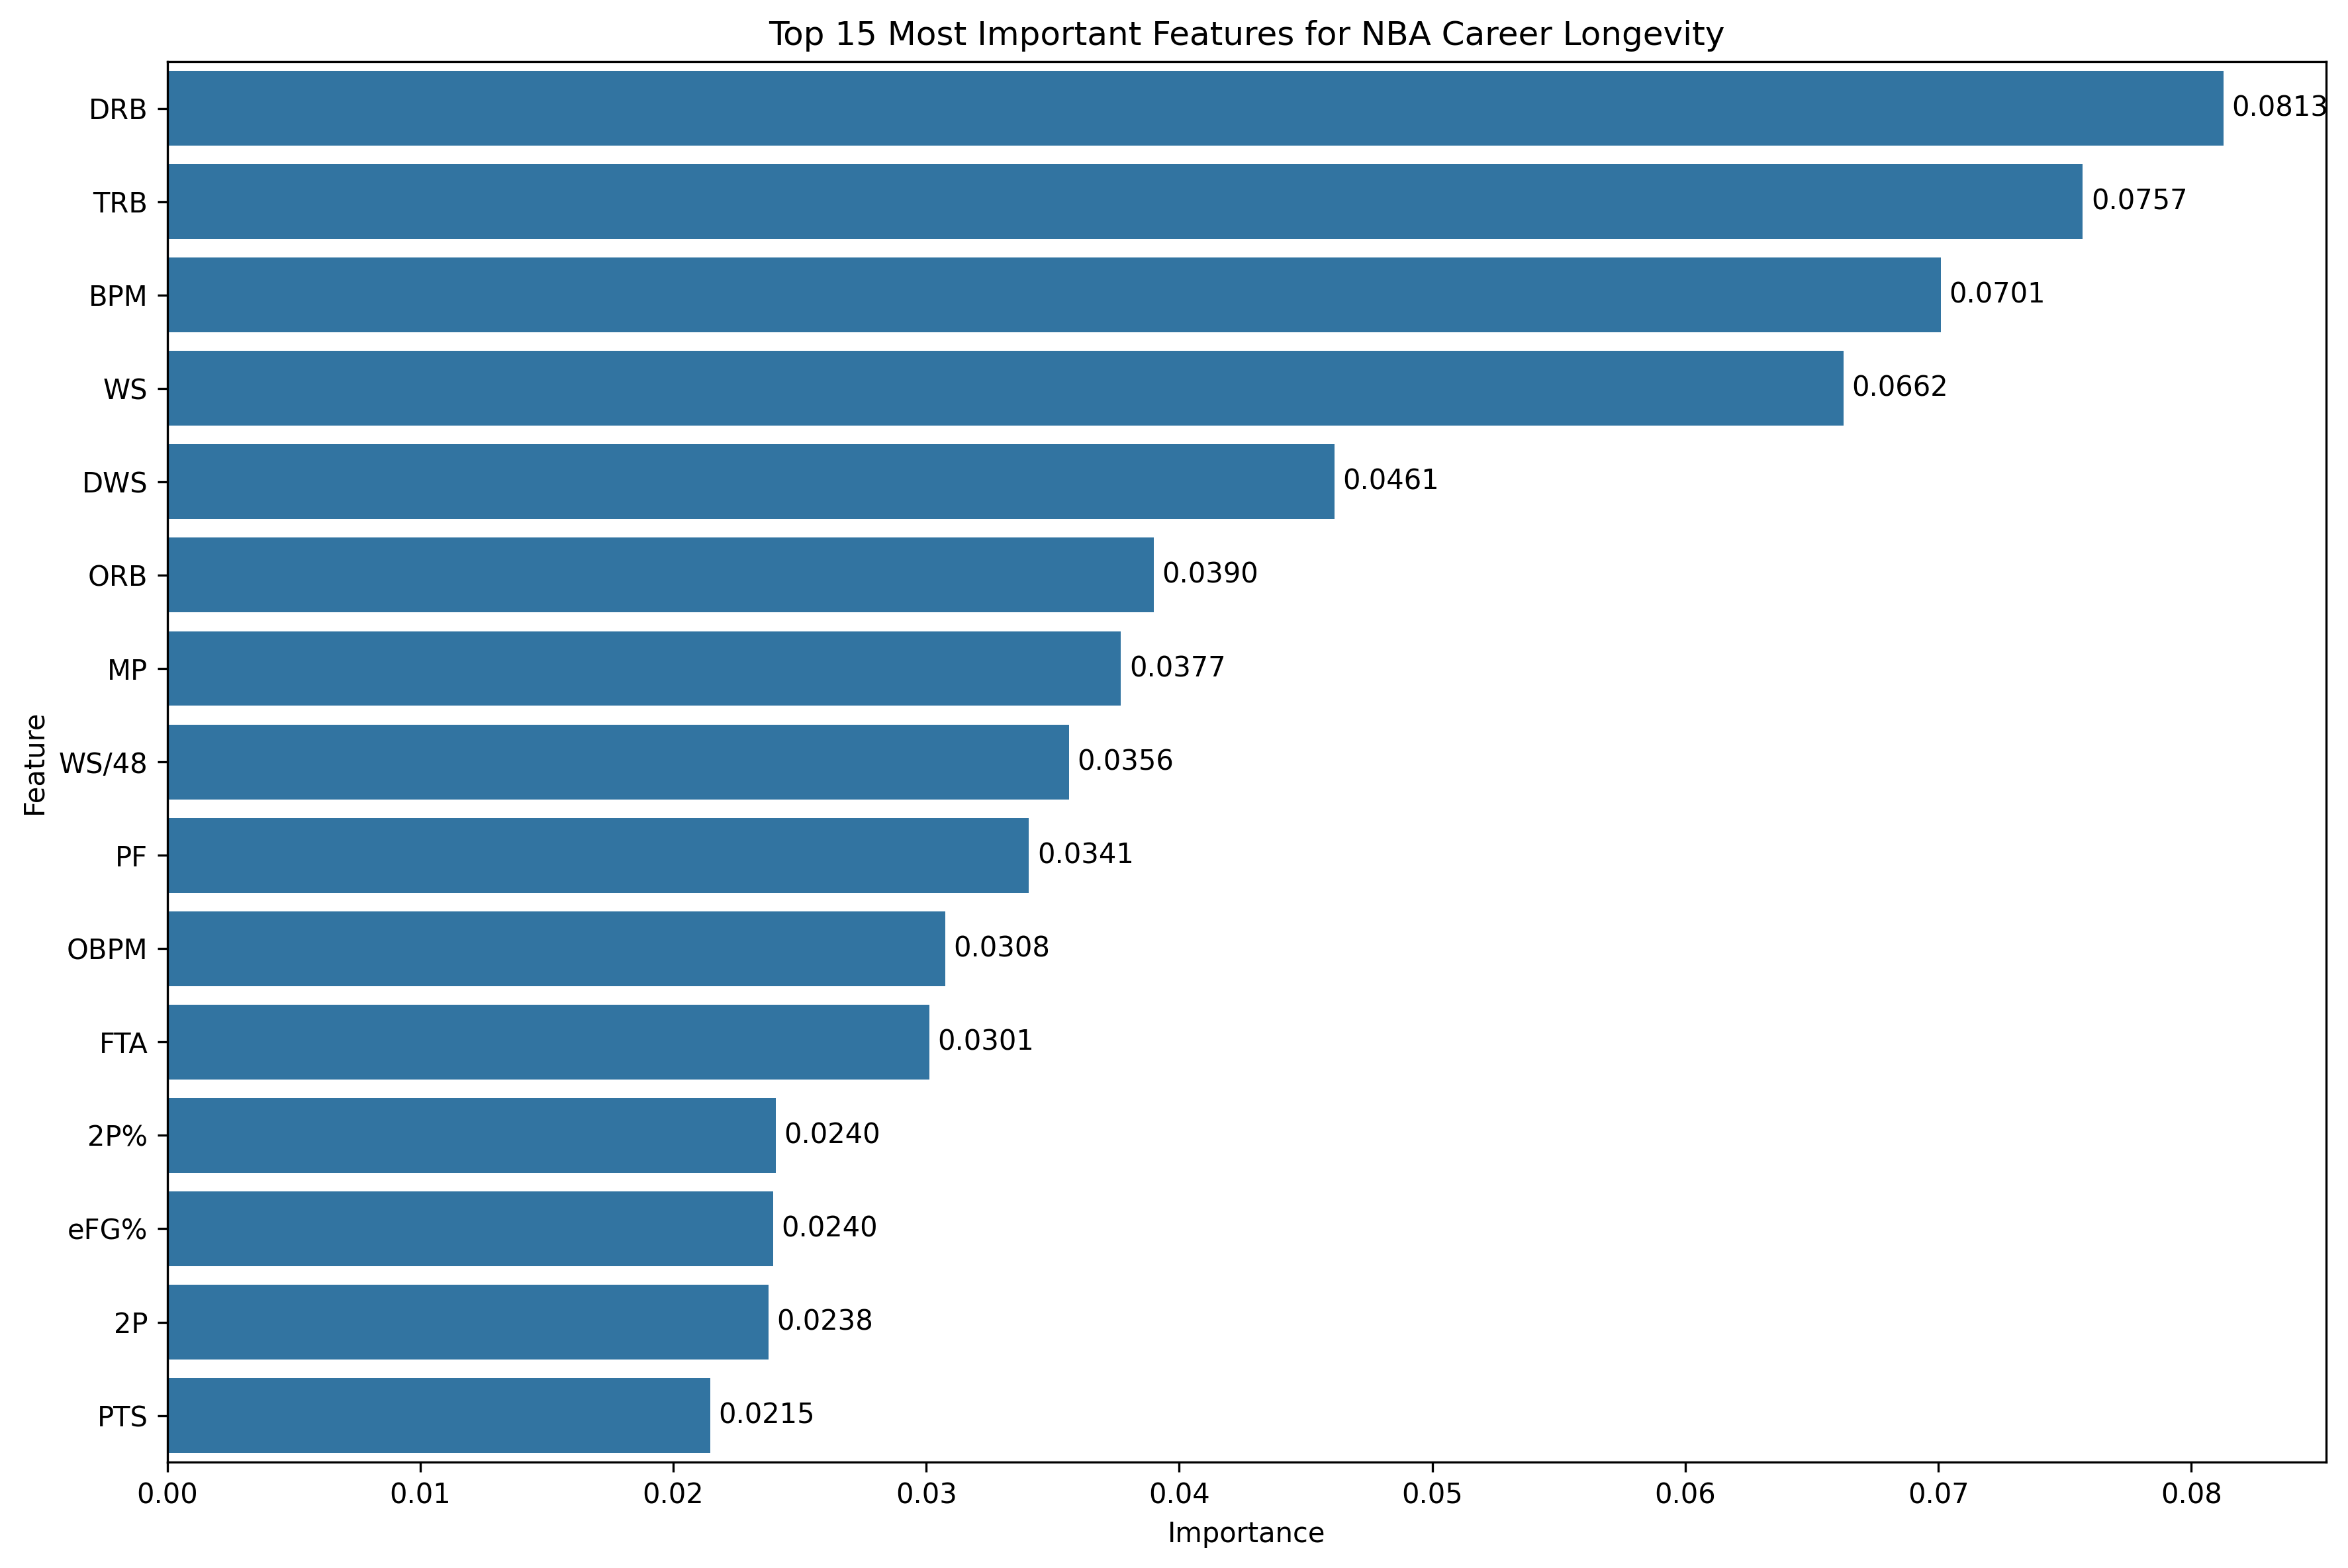 Top 15 Most Important Features for NBA Career Longevity
Feature
DRB 0.0813
TRB 0.0757
BPM 0.0701
WS 0.0662
DWS 0.0461
ORB 0.0390
MP 0.0377
WS/48 0.0356
PF 0.0341
OBPM 0.0308
FTA 0.0301
2P% 0.0240
eFG% 0.0240
2P 0.0238
PTS 0.0215
0.00 0.01 0.02 0.03 0.04 0.05 0.06 0.07 0.08
Importance